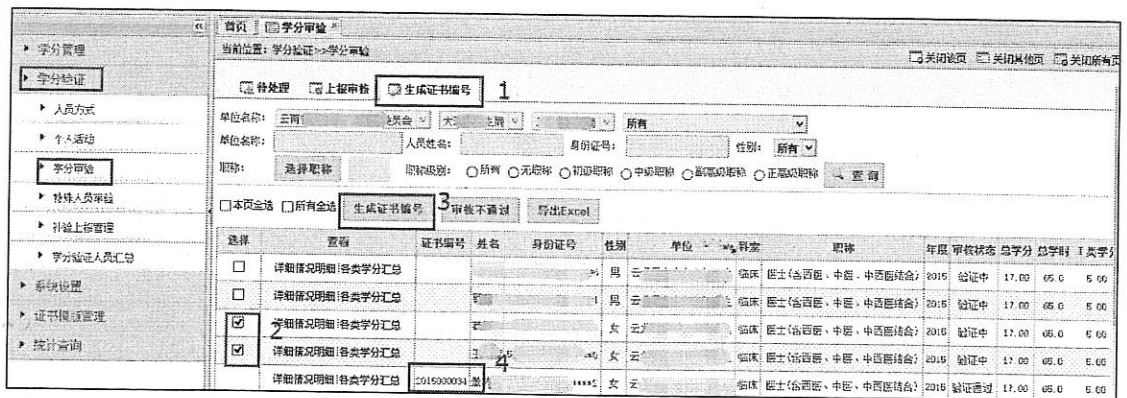 首页 学分审验
当前位置：学分验证>>学分审验 关闭该页 关闭其他页 关闭所有页
学分管理
学分验证
人员方式
个人活动
学分审验
特殊人员审验
补验上报管理
学分验证人员汇总
系统设置
证书模版管理
统计查询
待处理 上报审核 生成证书编号 1
单位名称： 云南 委员会 所有
单位名称： 人员姓名： 身份证号： 性别： 所有
职称： 选择职称 职称级别： 所有 无职称 初级职称 中级职称 副高级职称 正高级职称 查询
本页全选 所有全选 生成证书编号 3 审核不通过 导出Excel
选择 查看 证书编号 姓名 身份证号 性别 单位 科室 职称 年度 审核状态 总学分 总学时 I类学分
详细情况明细|各类学分汇总 男 云 临床 医士(含西医、中医、中西医结合) 2015 验证中 17.00 65.0 5.00
详细情况明细|各类学分汇总 男 云 临床 医士(含西医、中医、中西医结合) 2015 验证中 17.00 65.0 5.00
2 详细情况明细|各类学分汇总 女 云 临床 医士(含西医、中医、中西医结合) 2015 验证中 17.00 65.0 5.00
详细情况明细|各类学分汇总 4 女 云 临床 医士(含西医、中医、中西医结合) 2015 验证中 17.00 65.0 5.00
详细情况明细|各类学分汇总 2015000034 女 云 临床 医士(含西医、中医、中西医结合) 2015 验证通过 17.00 65.0 5.00